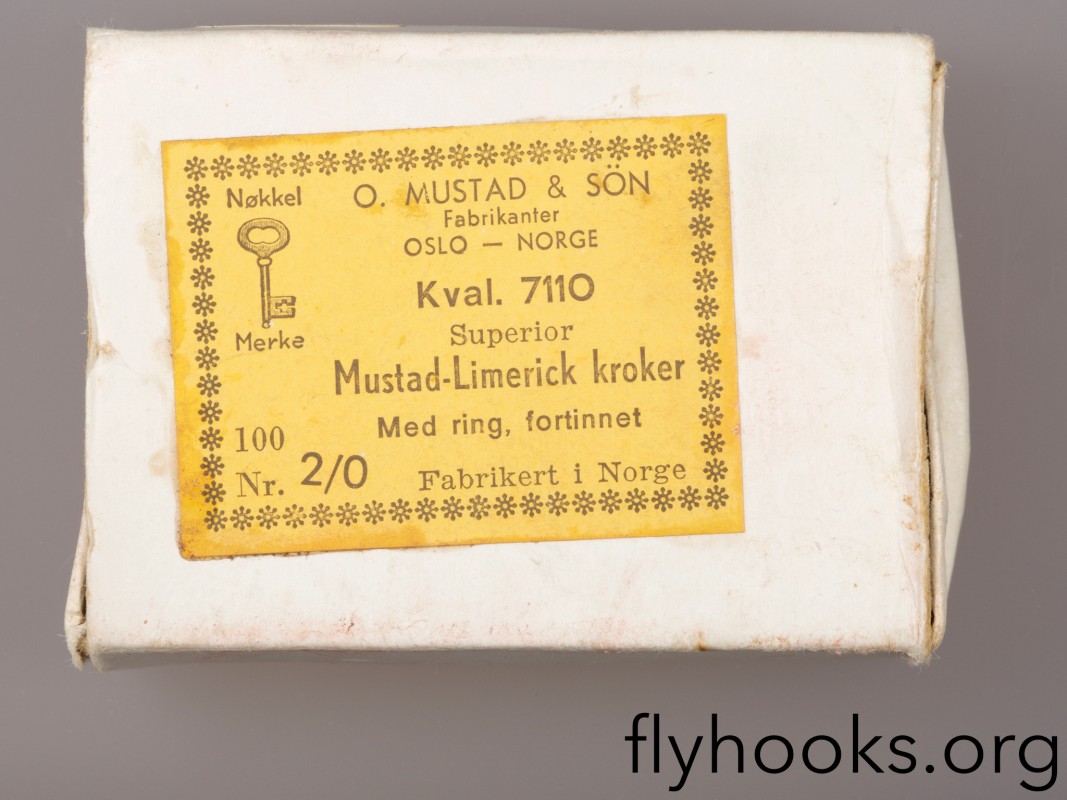 Nøkkel
Merke
O. MUSTAD & SÖN
Fabrikanter
OSLO — NORGE
Kval. 7110
Superior
Mustad-Limerick kroker
Med ring, fortinnet
100
Nr. 2/0 Fabrikert i Norge
flyhooks.org